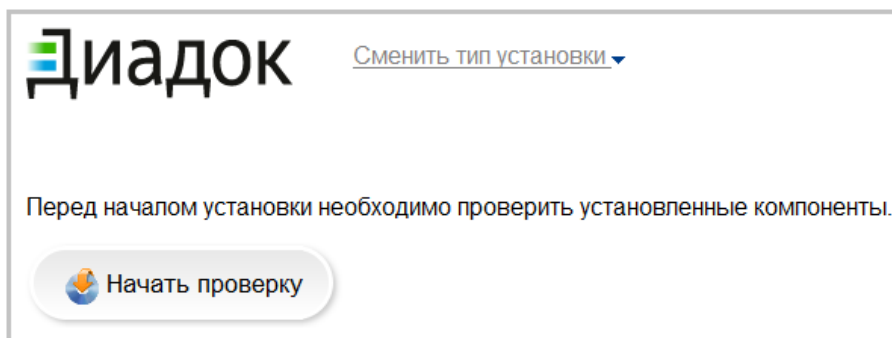 Диадок
Сменить тип установки
Перед началом установки необходимо проверить установленные компоненты.
Начать проверку